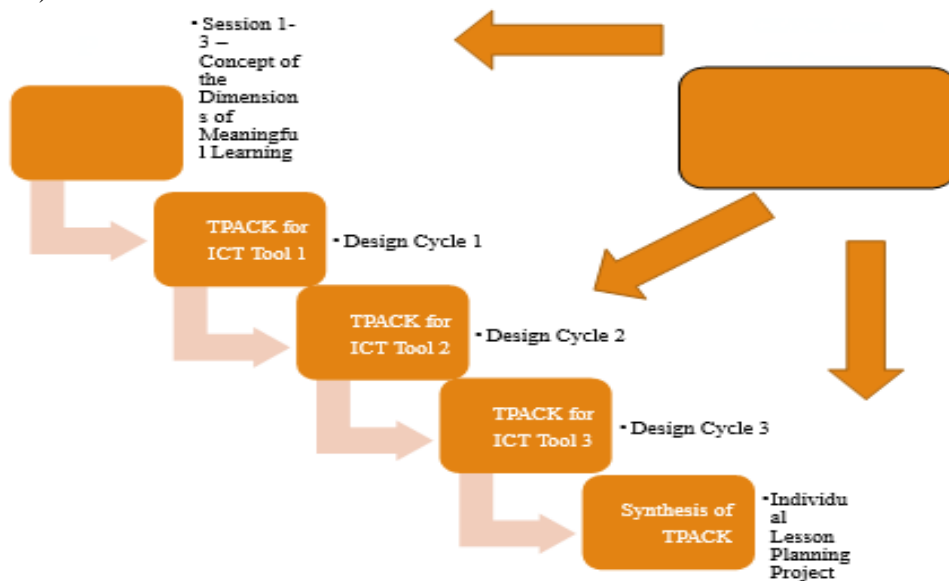 • Session 1-
3 –
Concept of
the
Dimension
s of
Meaningfu
l Learning
TPACK for
ICT Tool 1
• Design Cycle 1
TPACK for
ICT Tool 2
• Design Cycle 2
TPACK for
ICT Tool 3
• Design Cycle 3
Synthesis of
TPACK
• Individu
al
Lesson
Planning
Project